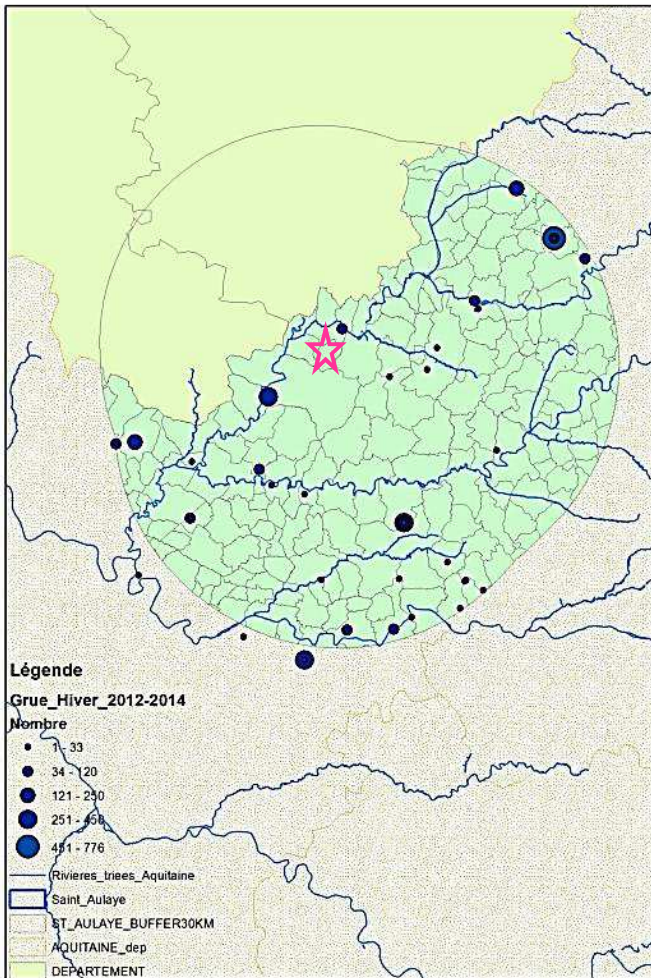 Légende
Grue_Hiver_2012-2014
Nombre
1 - 33
34 - 120
121 - 250
251 - 450
451 - 776
Rivieres_triees_Aquitaine
Saint_Aulaye
ST_AULAYE_BUFFER30KM
AQUITAINE_dep
DEPARTEMENT